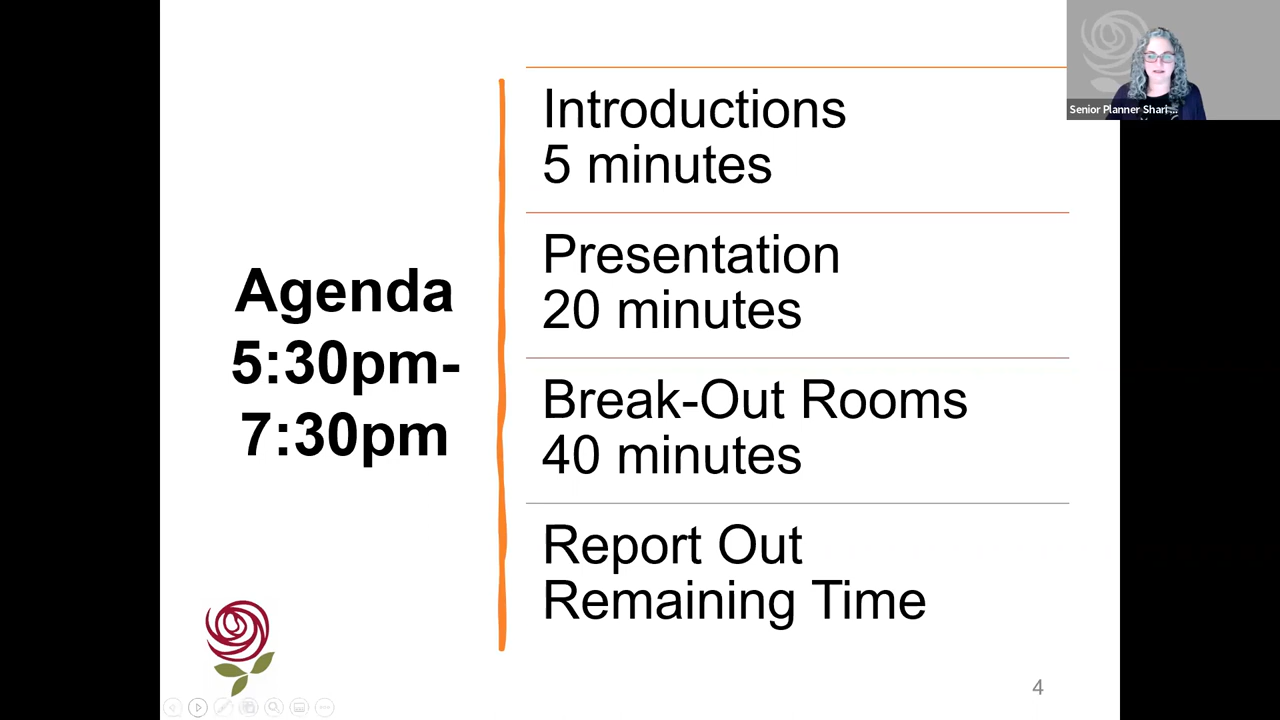 Agenda
5:30pm-
7:30pm
Introductions
5 minutes
Presentation
20 minutes
Break-Out Rooms
40 minutes
Report Out
Remaining Time
4
Senior Planner Shari ...